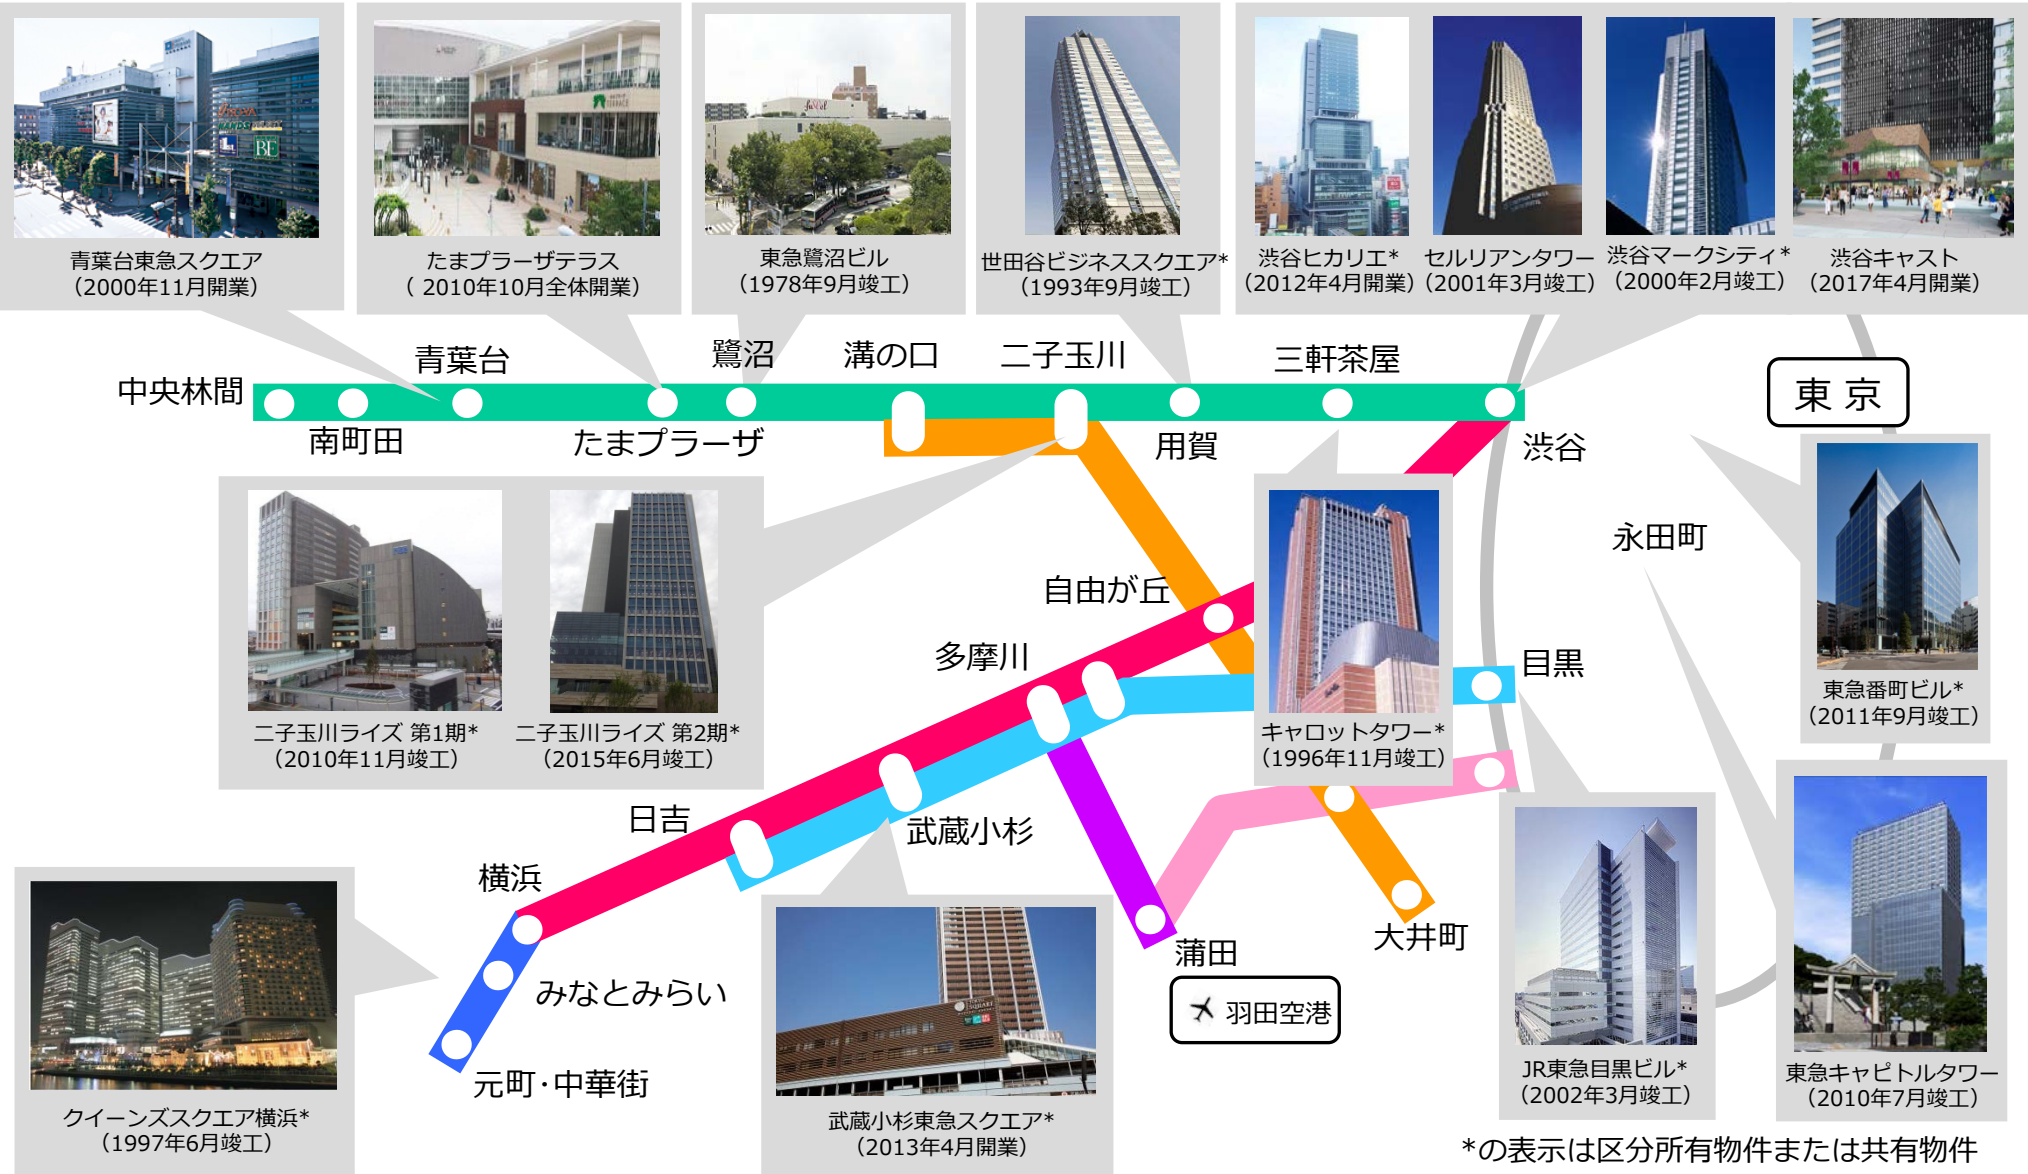 青葉台東急スクエア
（2000年11月開業）
たまプラーザテラス
（ 2010年10月全体開業）
東急鷺沼ビル
（1978年9月竣工）
世田谷ビジネススクエア*
（1993年9月竣工）
渋谷ヒカリエ*
（2012年4月開業）
セルリアンタワー
（2001年3月竣工）
渋谷マークシティ*
（2000年2月竣工）
渋谷キャスト
（2017年4月開業）
中央林間
南町田
青葉台
たまプラーザ
鷺沼
溝の口
二子玉川
用賀
三軒茶屋
渋谷
東 京
永田町
二子玉川ライズ 第1期*
（2010年11月竣工）
二子玉川ライズ 第2期*
（2015年6月竣工）
自由が丘
多摩川
目黒
キャロットタワー*
（1996年11月竣工）
東急番町ビル*
（2011年9月竣工）
日吉
武蔵小杉
横浜
みなとみらい
元町・中華街
蒲田
大井町
羽田空港
クイーンズスクエア横浜*
（1997年6月竣工）
武蔵小杉東急スクエア*
（2013年4月開業）
JR東急目黒ビル*
（2002年3月竣工）
東急キャピトルタワー
（2010年7月竣工）
*の表示は区分所有物件または共有物件
HANDS
BE
TERRACE